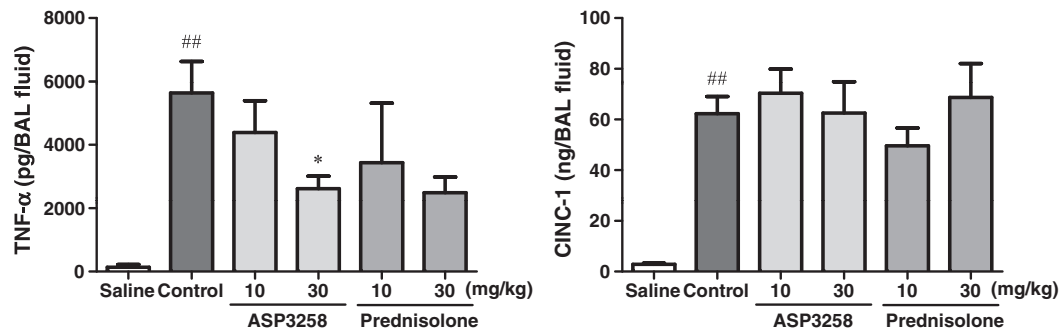 TNF-α (pg/BAL fluid)
8000
6000
4000
2000
0
##
*
Saline Control 10 30 10 30 (mg/kg)
ASP3258 Prednisolone
CINC-1 (ng/BAL fluid)
100
80
60
40
20
0
##
Saline Control 10 30 10 30 (mg/kg)
ASP3258 Prednisolone